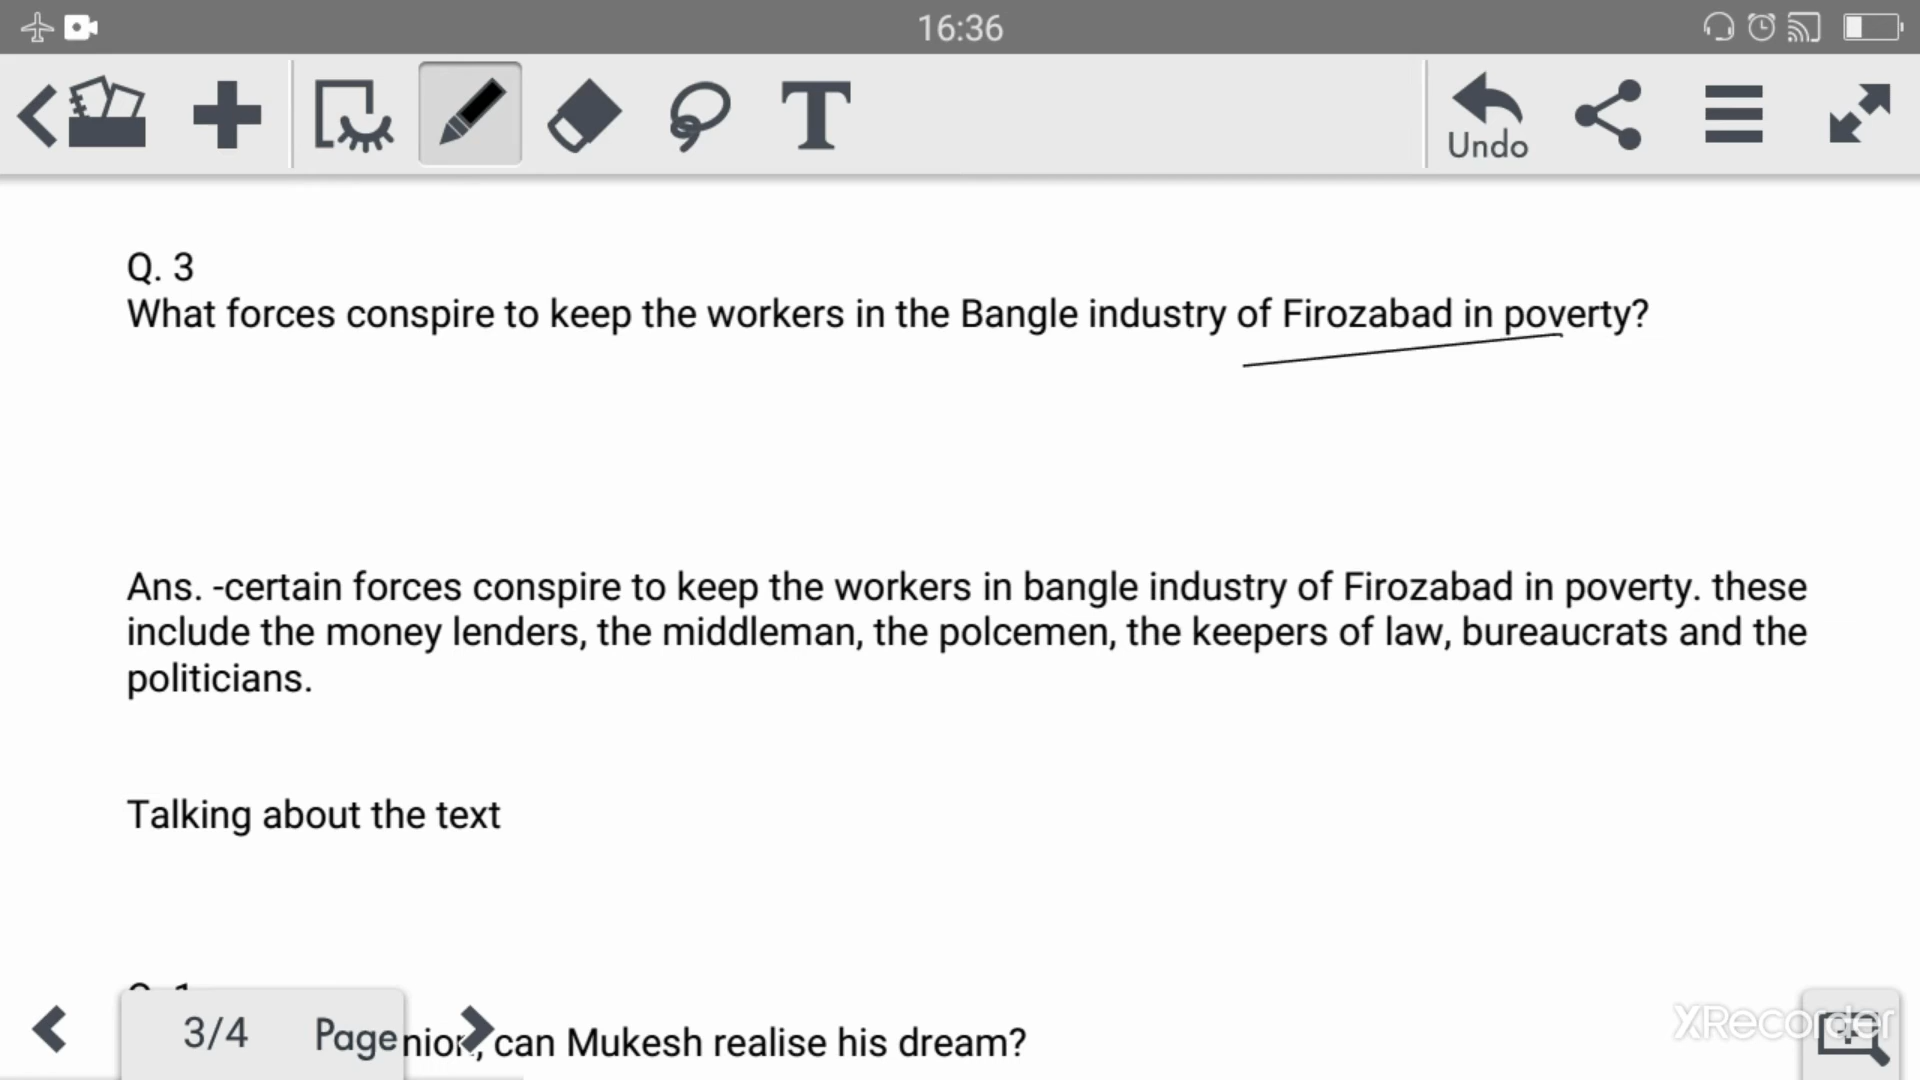 16:36
Undo
Q. 3
What forces conspire to keep the workers in the Bangle industry of Firozabad in poverty?
Ans. -certain forces conspire to keep the workers in bangle industry of Firozabad in poverty. these
include the money lenders, the middleman, the polcemen, the keepers of law, bureaucrats and the
politicians.
Talking about the text
3/4 Page
can Mukesh realise his dream?
XRecorder